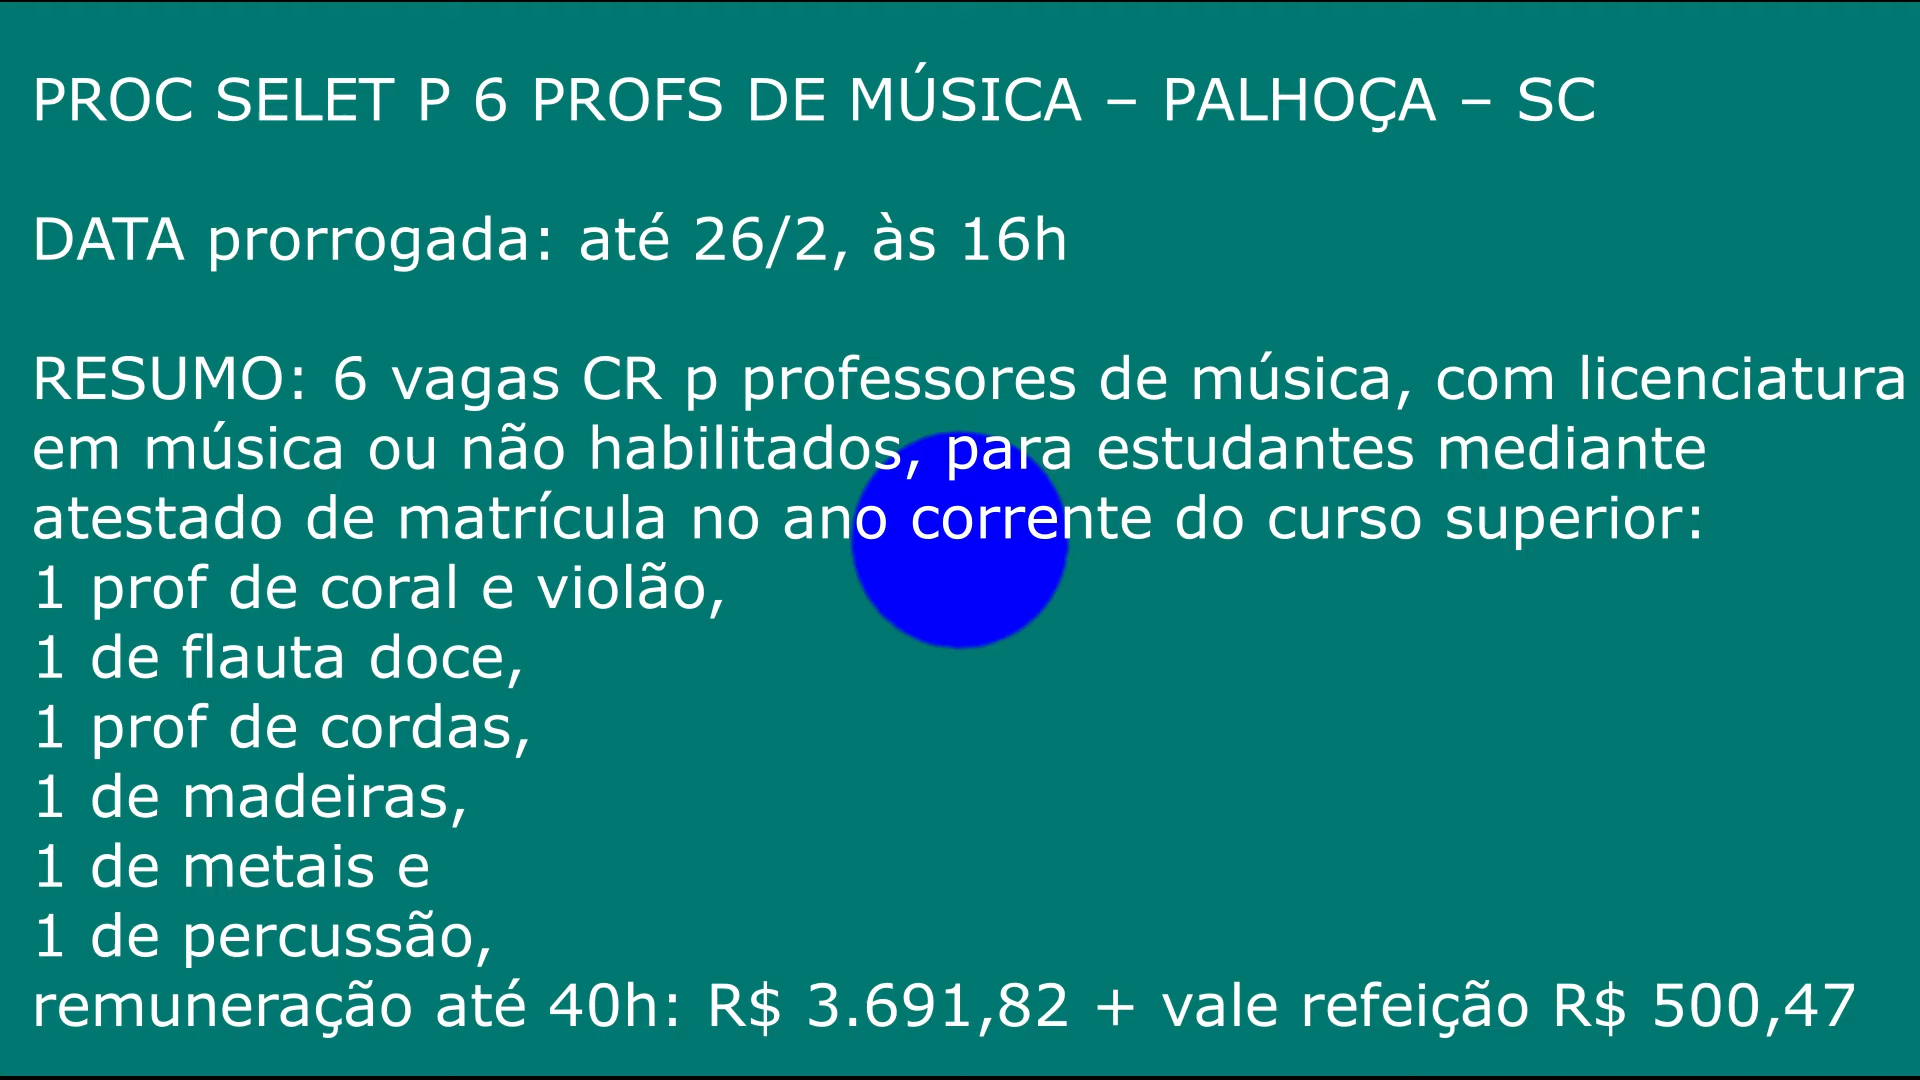 PROC SELET P 6 PROFS DE MÚSICA – PALHOÇA – SC
DATA prorrogada: até 26/2, às 16h
RESUMO: 6 vagas CR p professores de música, com licenciatura
em música ou não habilitados, para estudantes mediante
atestado de matrícula no ano corrente do curso superior:
1 prof de coral e violão,
1 de flauta doce,
1 prof de cordas,
1 de madeiras,
1 de metais e
1 de percussão,
remuneração até 40h: R$ 3.691,82 + vale refeição R$ 500,47